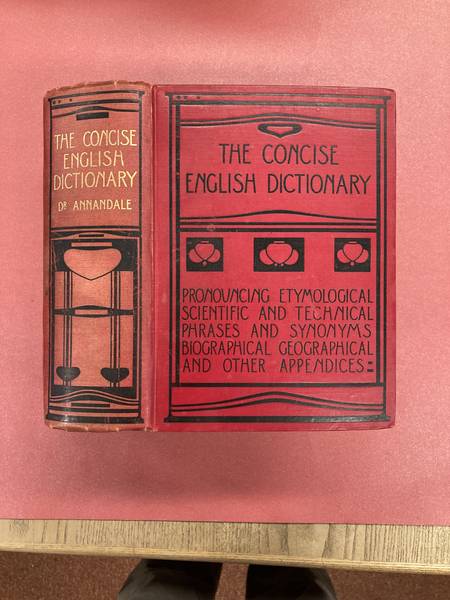 THE CONCISE
ENGLISH
DICTIONARY
DR ANNANDALE
THE CONCISE
ENGLISH DICTIONARY
PRONOUNCING ETYMOLOGICAL
SCIENTIFIC AND TECHNICAL
PHRASES AND SYNONYMS
BIOGRAPHICAL GEOGRAPHICAL
AND OTHER APPENDICES